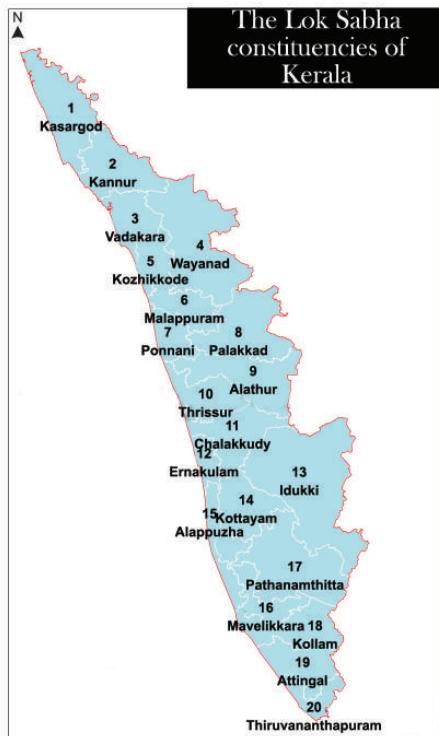 N
The Lok Sabha
constituencies of
Kerala
1
Kasargod
2
Kannur
3
Vadakara
4
Wayanad
5
Kozhikkode
6
Malappuram
7
Ponnani
8
Palakkad
9
Alathur
10
Thrissur
11
Chalakkudy
12
Ernakulam
13
Idukki
14
Kottayam
15
Alappuzha
16
Mavelikkara
17
Pathanamthitta
18
Kollam
19
Attingal
20
Thiruvananthapuram